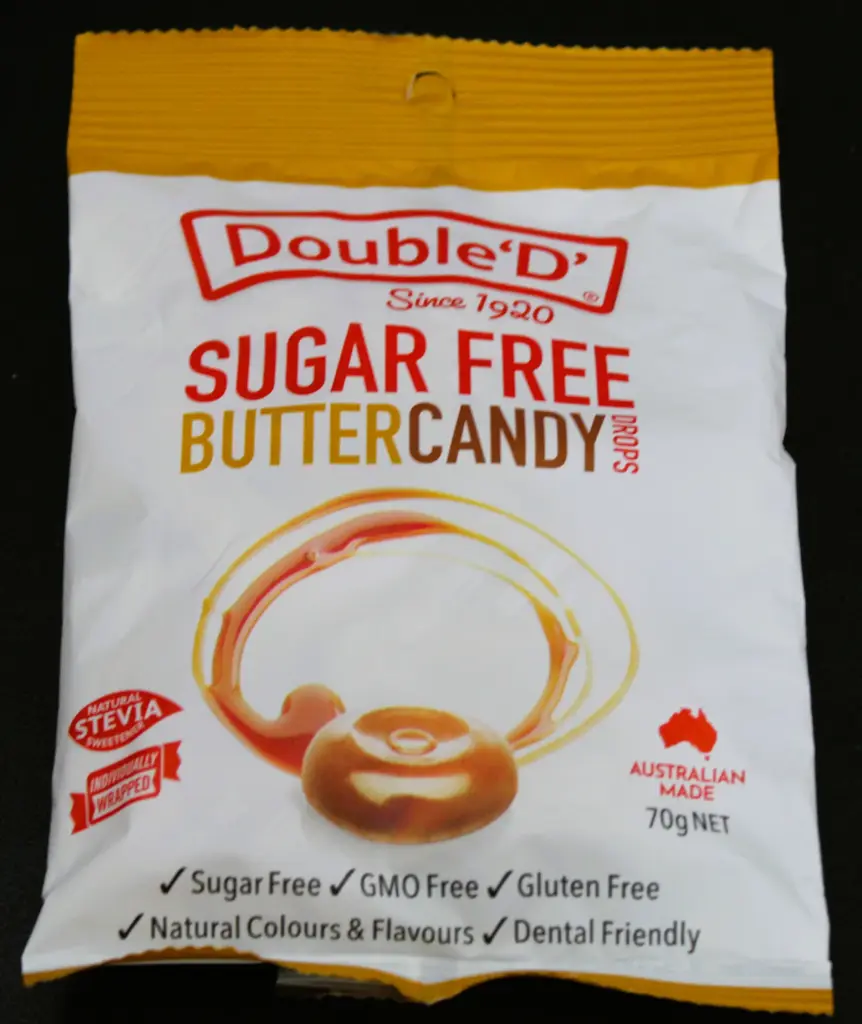 Double‘D’
®
Since 1920
SUGAR FREE
BUTTERCANDY
DROPS
NATURAL
STEVIA
SWEETENER
INDIVIDUALLY
WRAPPED
AUSTRALIAN
MADE
70g NET
✓ Sugar Free ✓ GMO Free ✓ Gluten Free
✓ Natural Colours & Flavours ✓ Dental Friendly